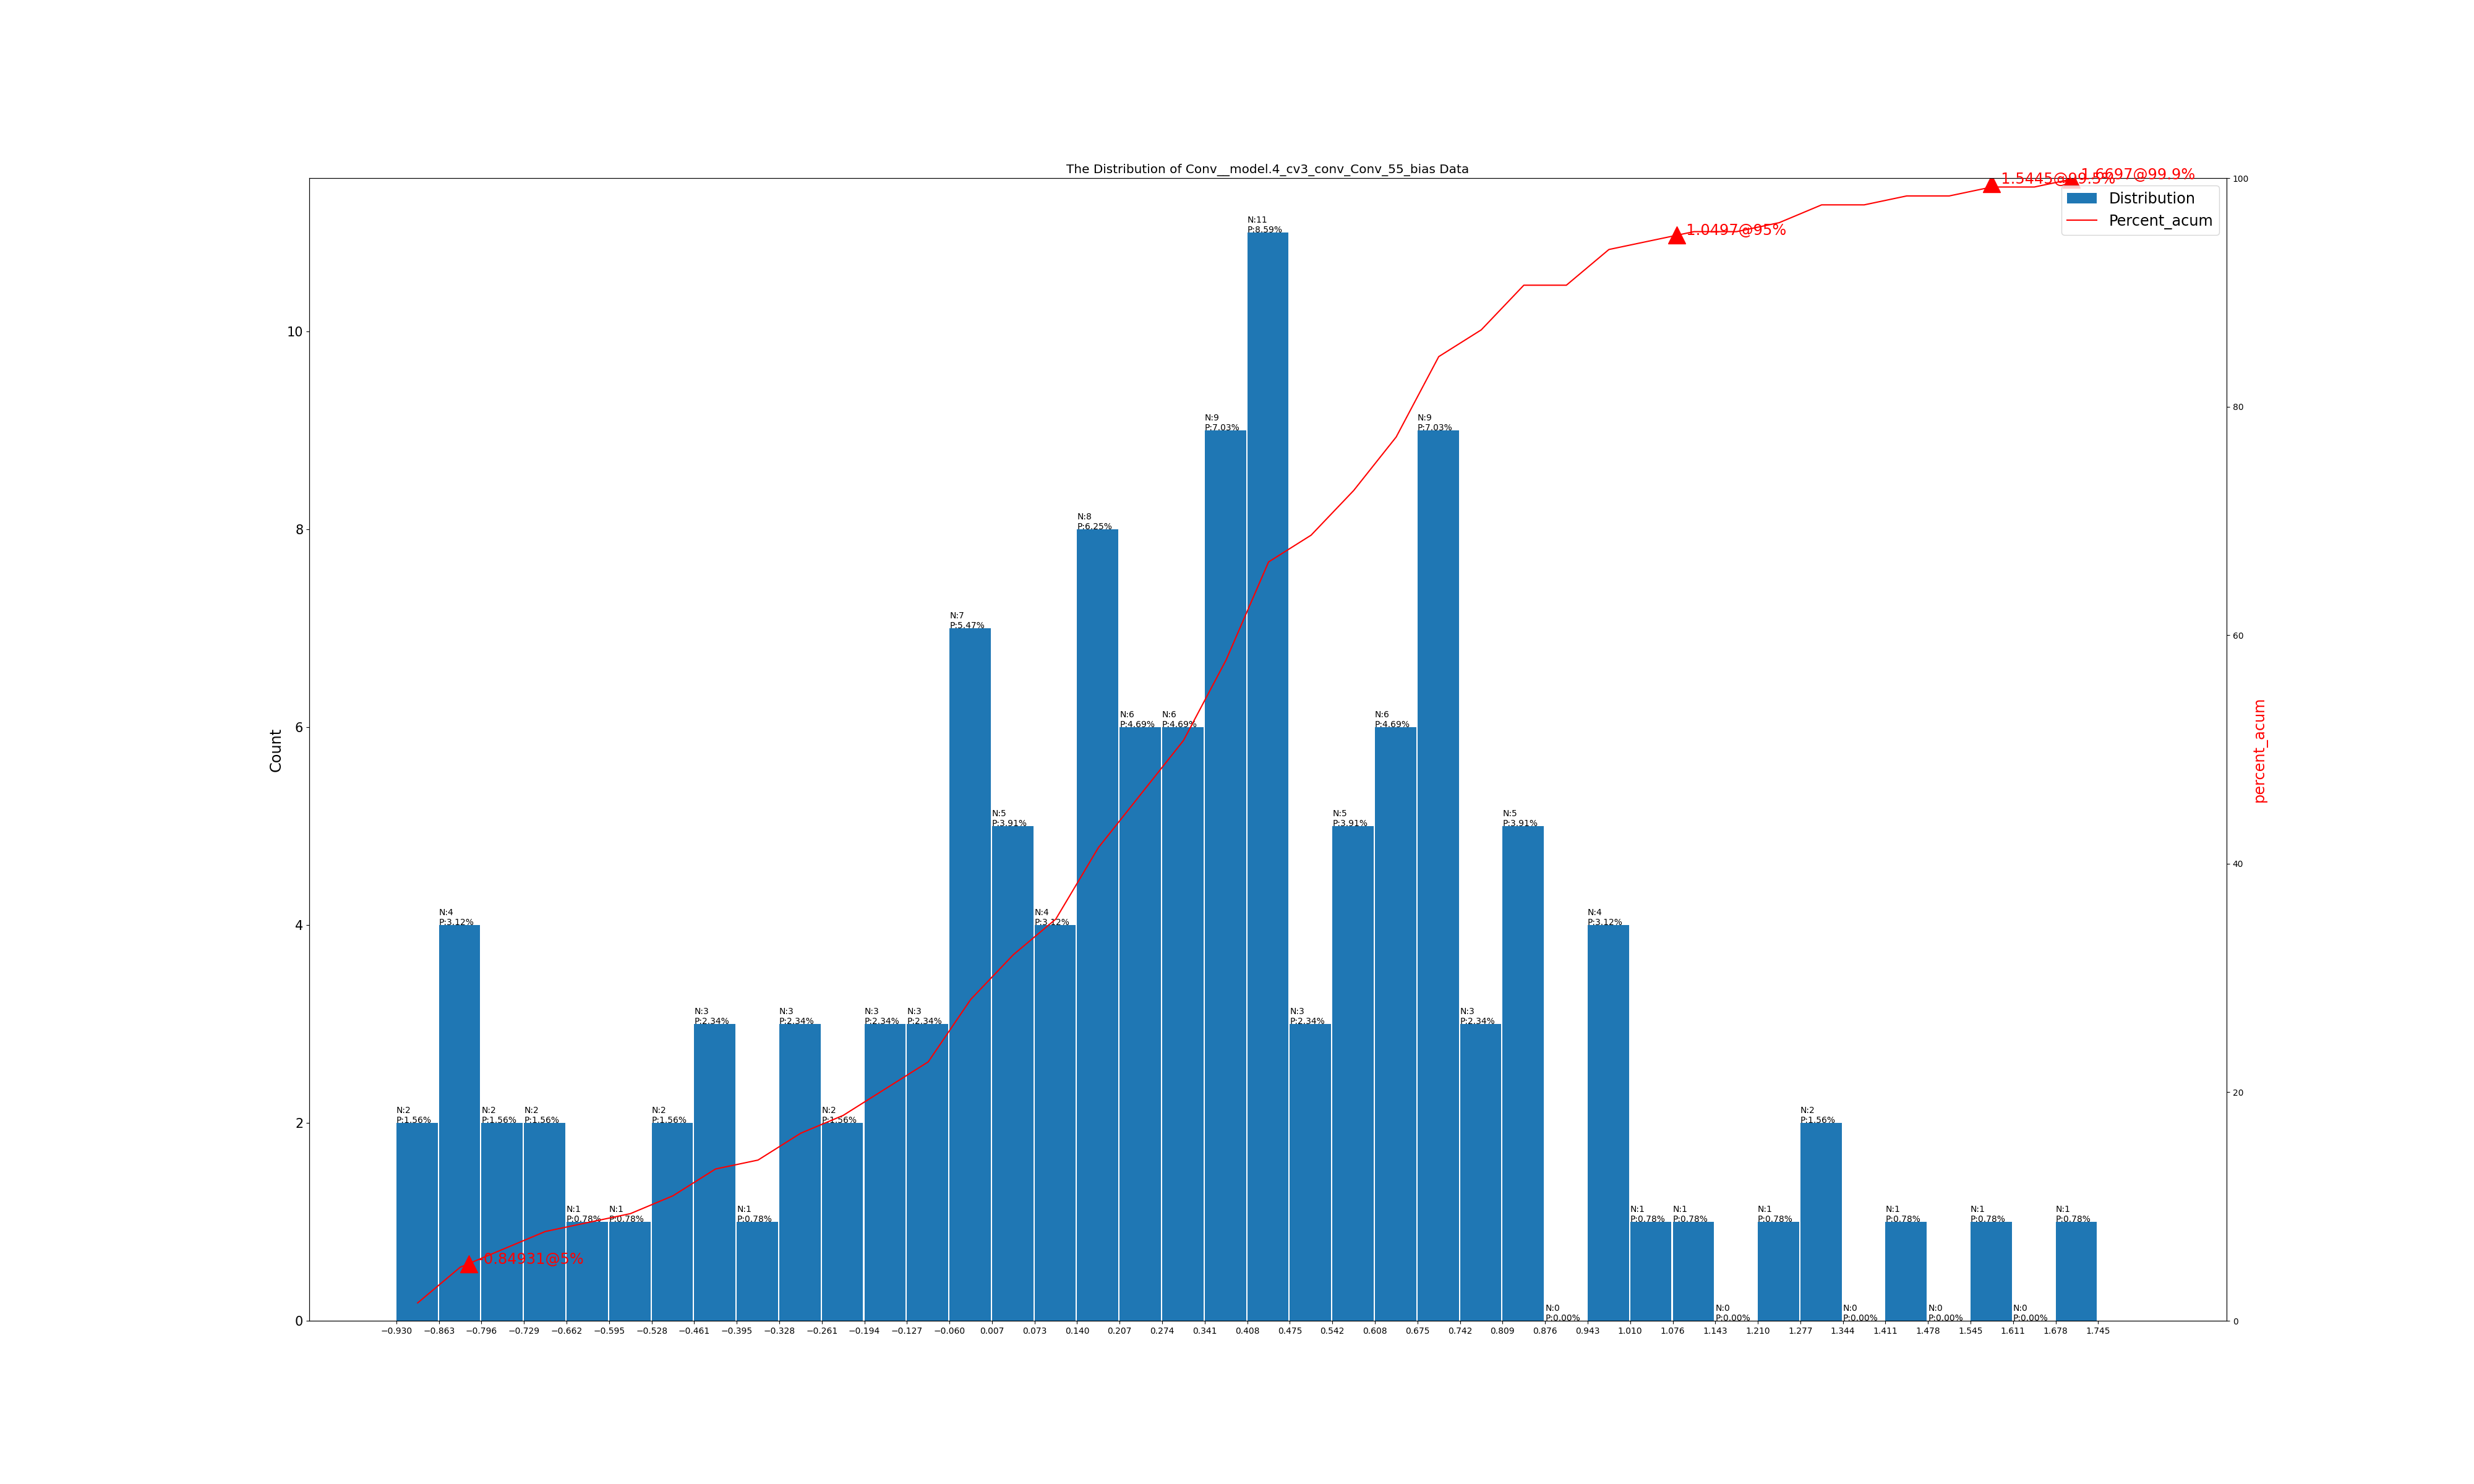 The Distribution of Conv__model.4_cv3_conv_Conv_55_bias Data
1.6697@99.9%
1.5445@99.5%
1.0497@95%
-0.84931@5%
Distribution
Percent_acum
Count
10
8
6
4
2
0
percent_acum
100
80
60
40
20
0
N:2
P:1.56%
N:4
P:3.12%
N:2
P:1.56%
N:2
P:1.56%
N:1
P:0.78%
N:1
P:0.78%
N:2
P:1.56%
N:3
P:2.34%
N:1
P:0.78%
N:3
P:2.34%
N:2
P:1.56%
N:3
P:2.34%
N:3
P:2.34%
N:7
P:5.47%
N:5
P:3.91%
N:4
P:3.12%
N:8
P:6.25%
N:6
P:4.69%
N:6
P:4.69%
N:9
P:7.03%
N:11
P:8.59%
N:3
P:2.34%
N:5
P:3.91%
N:6
P:4.69%
N:9
P:7.03%
N:3
P:2.34%
N:5
P:3.91%
N:0
P:0.00%
N:4
P:3.12%
N:1
P:0.78%
N:1
P:0.78%
N:0
P:0.00%
N:1
P:0.78%
N:2
P:1.56%
N:0
P:0.00%
N:1
P:0.78%
N:0
P:0.00%
N:1
P:0.78%
N:0
P:0.00%
N:1
P:0.78%
−0.930 −0.863 −0.796 −0.729 −0.662 −0.595 −0.528 −0.461 −0.395 −0.328 −0.261 −0.194 −0.127 −0.060 0.007 0.073 0.140 0.207 0.274 0.341 0.408 0.475 0.542 0.608 0.675 0.742 0.809 0.876 0.943 1.010 1.076 1.143 1.210 1.277 1.344 1.411 1.478 1.545 1.611 1.678 1.745